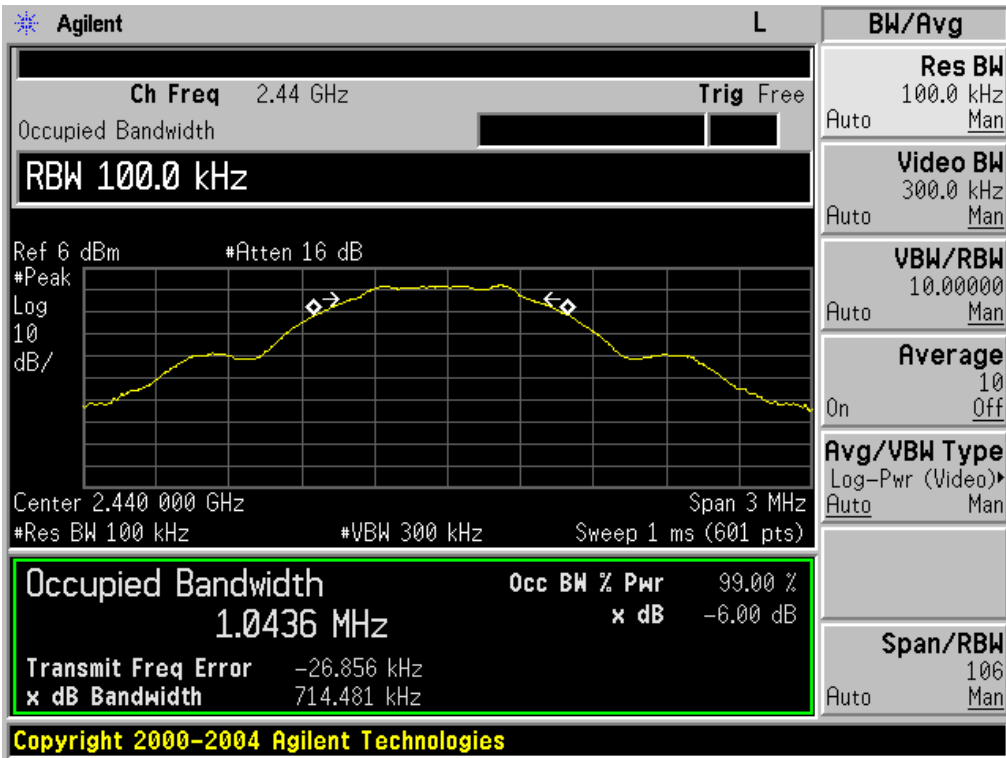 Agilent L
Ch Freq 2.44 GHz Trig Free
Occupied Bandwidth
RBW 100.0 kHz
Ref 6 dBm #Atten 16 dB
#Peak
Log
10
dB/
Center 2.440 000 GHz Span 3 MHz
#Res BW 100 kHz #VBW 300 kHz Sweep 1 ms (601 pts)
Occupied Bandwidth Occ BW % Pwr 99.00 %
1.0436 MHz x dB -6.00 dB
Transmit Freq Error -26.856 kHz
x dB Bandwidth 714.481 kHz
Copyright 2000-2004 Agilent Technologies
BW/Avg
Res BW
100.0 kHz
Auto Man
Video BW
300.0 kHz
Auto Man
VBW/RBW
10.00000
Auto Man
Average
10
On Off
Avg/VBW Type
Log-Pwr (Video)
Auto Man
Span/RBW
106
Auto Man